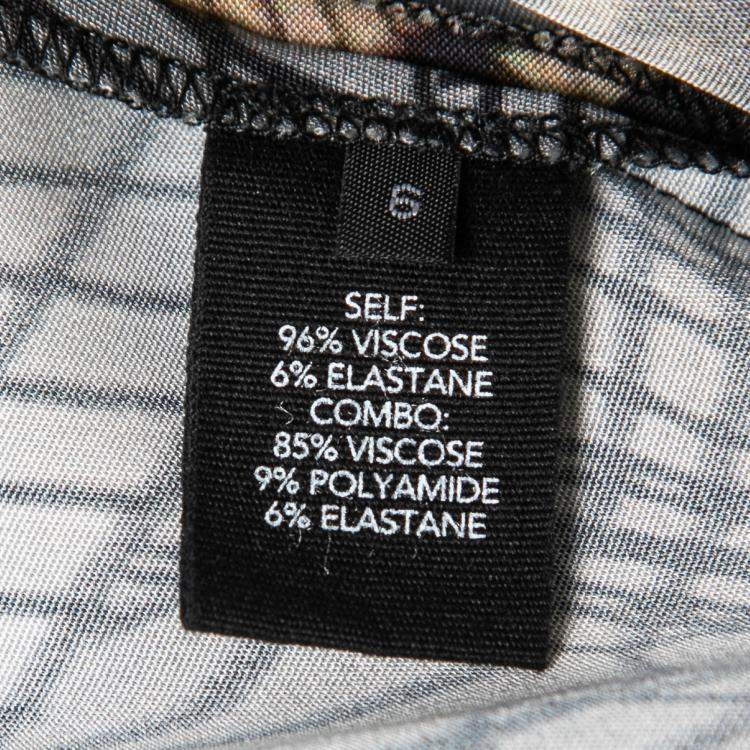 6
SELF:
96% VISCOSE
6% ELASTANE
COMBO:
85% VISCOSE
9% POLYAMIDE
6% ELASTANE